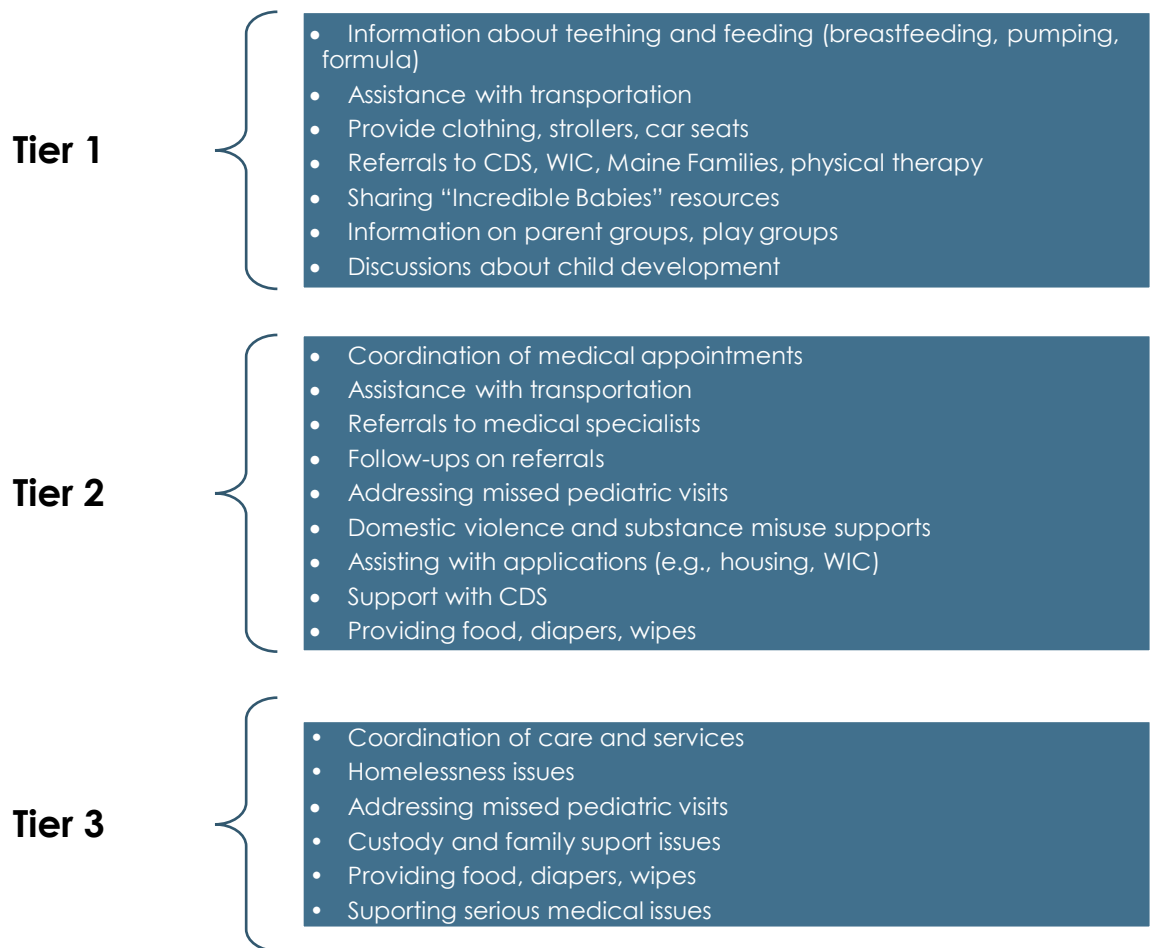 Tier 1
• Information about teething and feeding (breastfeeding, pumping,
formula)
• Assistance with transportation
• Provide clothing, strollers, car seats
• Referrals to CDS, WIC, Maine Families, physical therapy
• Sharing “Incredible Babies” resources
• Information on parent groups, play groups
• Discussions about child development
Tier 2
• Coordination of medical appointments
• Assistance with transportation
• Referrals to medical specialists
• Follow-ups on referrals
• Addressing missed pediatric visits
• Domestic violence and substance misuse supports
• Assisting with applications (e.g., housing, WIC)
• Support with CDS
• Providing food, diapers, wipes
Tier 3
• Coordination of care and services
• Homelessness issues
• Addressing missed pediatric visits
• Custody and family suport issues
• Providing food, diapers, wipes
• Suporting serious medical issues